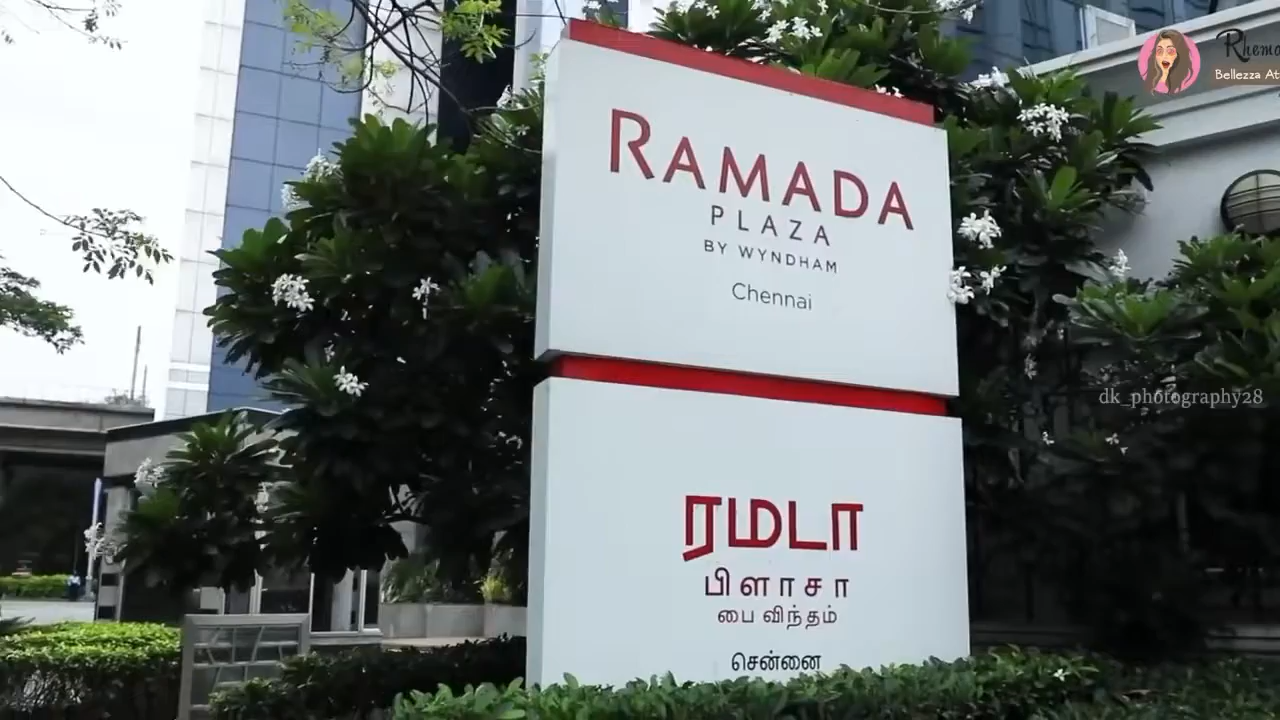 RAMADA
PLAZA
BY WYNDHAM
Chennai
ரமடா
பிளாசா
பை விந்தம்
சென்னை
Bellezza
dk_photography28